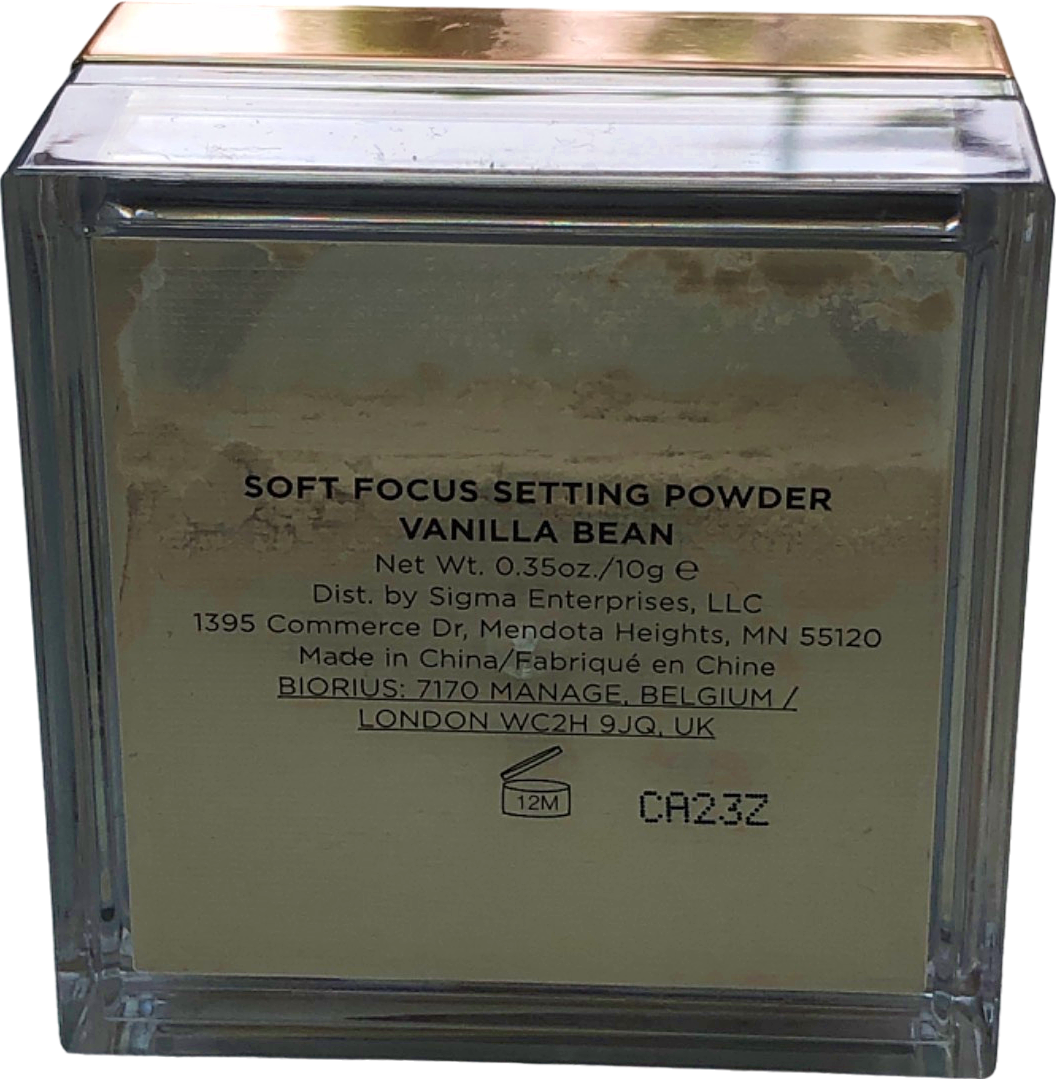 SOFT FOCUS SETTING POWDER
VANILLA BEAN
Net Wt. 0.35oz./10g ℮
Dist. by Sigma Enterprises, LLC
1395 Commerce Dr, Mendota Heights, MN 55120
Made in China/Fabriqué en Chine
BIORIUS: 7170 MANAGE, BELGIUM /
LONDON WC2H 9JQ, UK
12M CA23Z